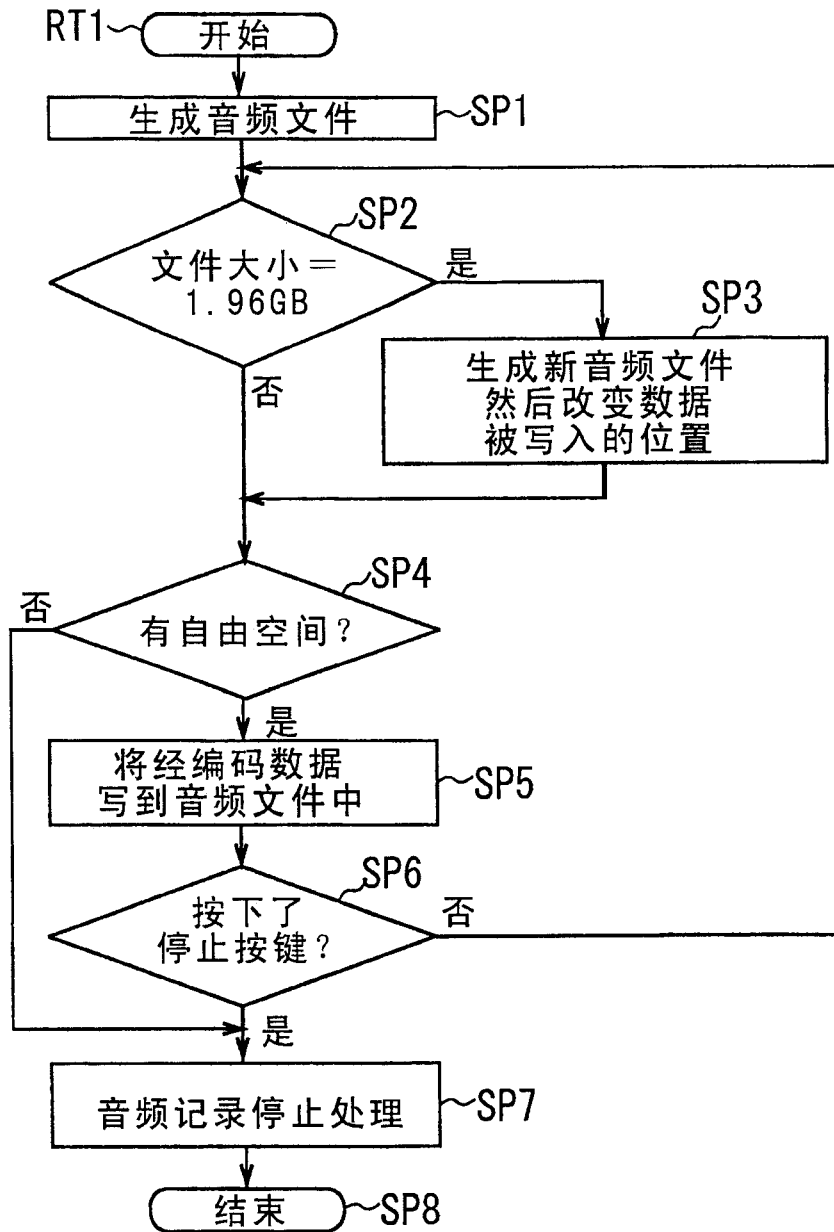 RT1
开始
生成音频文件
SP1
SP2
文件大小＝
1.96GB
是
否
SP3
生成新音频文件
然后改变数据
被写入的位置
SP4
否
有自由空间？
是
将经编码数据
写到音频文件中
SP5
SP6
按下了
停止按键？
否
是
音频记录停止处理
SP7
结束
SP8